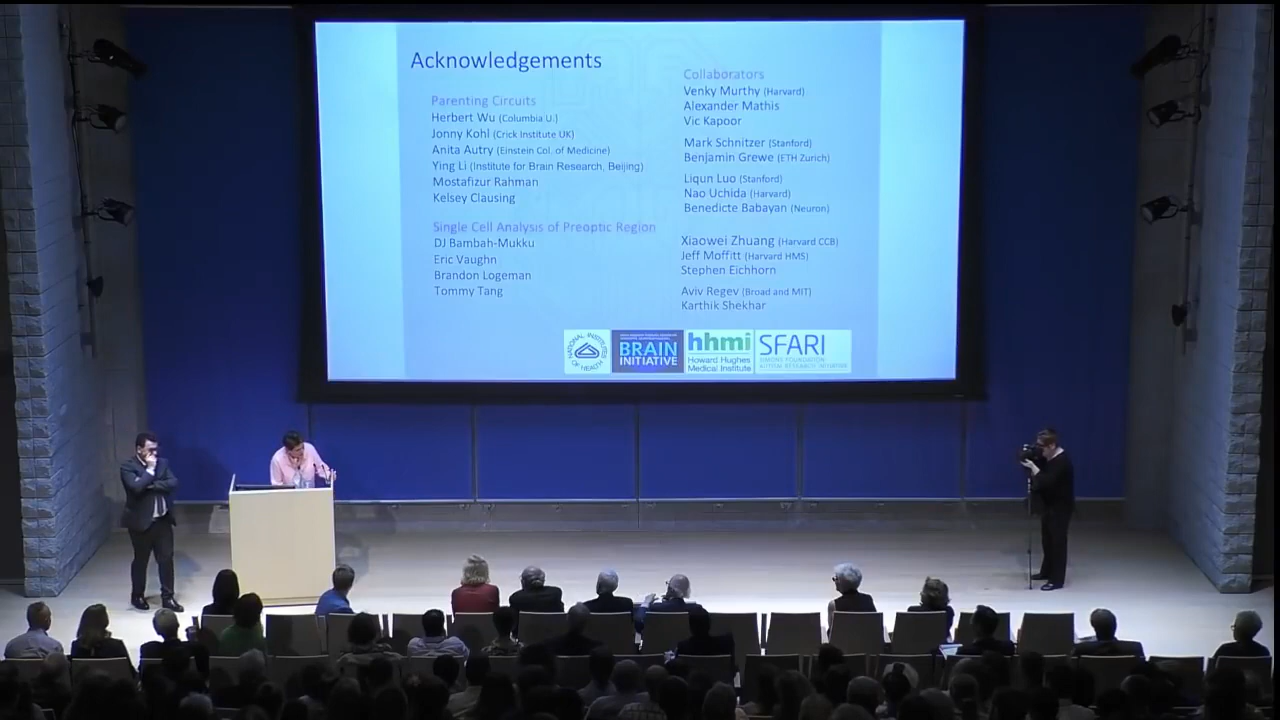 Acknowledgements
Parenting Circuits
Herbert Wu (Columbia U.)
Jonny Kohl (Crick Institute UK)
Anita Autry (Einstein Col. of Medicine)
Ying Li (Institute for Brain Research, Beijing)
Mostafizur Rahman
Kelsey Clausing
Single Cell Analysis of Preoptic Region
DJ Bambah-Mukku
Eric Vaughn
Brandon Logeman
Tommy Tang
Collaborators
Venky Murthy (Harvard)
Alexander Mathis
Vic Kapoor
Mark Schnitzer (Stanford)
Benjamin Grewe (ETH Zurich)
Liqun Luo (Stanford)
Nao Uchida (Harvard)
Benedicte Babayan (Neuron)
Xiaowei Zhuang (Harvard CCB)
Jeff Moffitt (Harvard HMS)
Stephen Eichhorn
Aviv Regev (Broad and MIT)
Karthik Shekhar
NATIONAL INSTITUTES OF HEALTH
BRAIN
INITIATIVE
hhmi
Howard Hughes
Medical Institute
SFARI
SIMONS FOUNDATION
AUTISM RESEARCH INITIATIVE